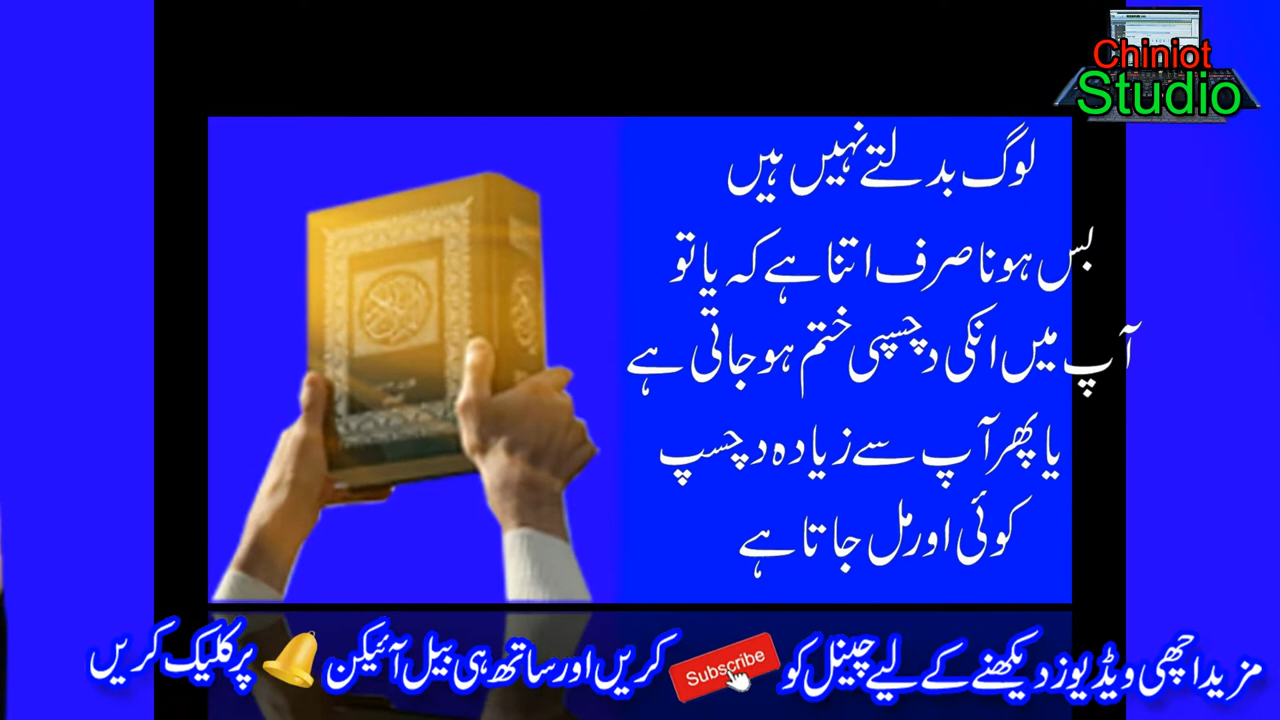 Chiniot
Studio
لوگ بدلتے نہیں ہیں
بس ہونا صرف اتنا ہے کہ یا تو
آپ میں انکی دچسپی ختم ہو جاتی ہے
یا پھر آپ سے زیادہ دچسپ
کوئی اور مل جاتا ہے
مزید اچھی ویڈیوز دیکھنے کے لیے چینل کو Subscribe کریں اور ساتھ ہی بیل آئیکن پر کلیک کریں